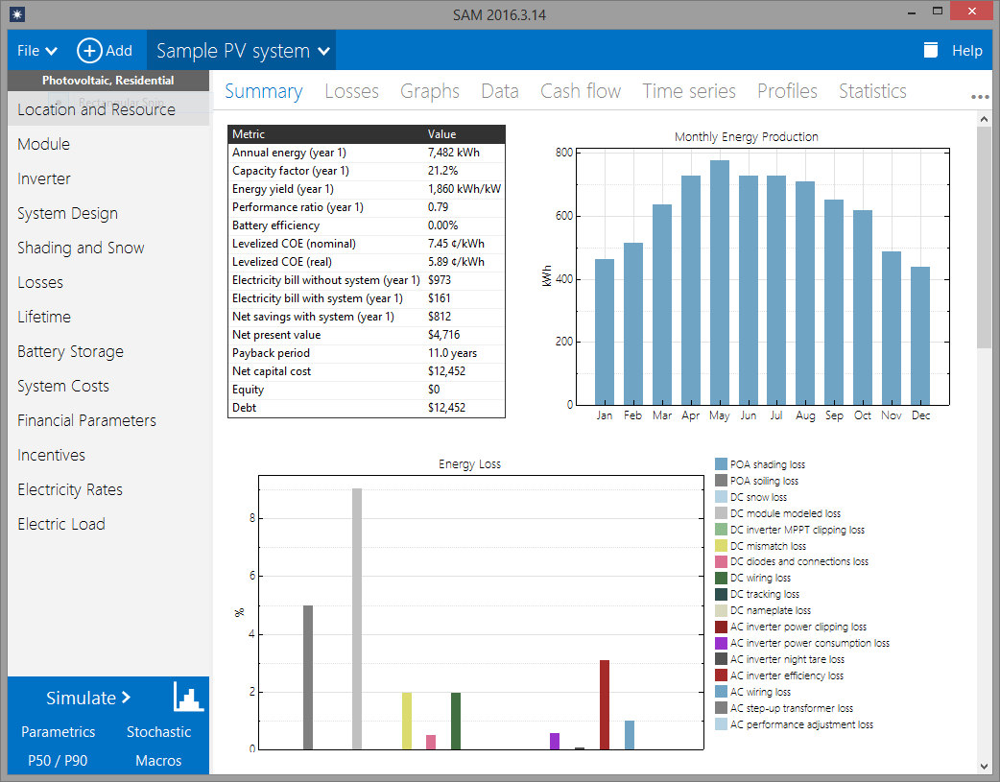 SAM 2016.3.14
File Add Sample PV system Help
Photovoltaic, Residential
Location and Resource
Module
Inverter
System Design
Shading and Snow
Losses
Lifetime
Battery Storage
System Costs
Financial Parameters
Incentives
Electricity Rates
Electric Load
Simulate
Parametrics Stochastic
P50 / P90 Macros
Summary Losses Graphs Data Cash flow Time series Profiles Statistics
Metric Value
Annual energy (year 1) 7,482 kWh
Capacity factor (year 1) 21.2%
Energy yield (year 1) 1,860 kWh/kW
Performance ratio (year 1) 0.79
Battery efficiency 0.00%
Levelized COE (nominal) 7.45 ¢/kWh
Levelized COE (real) 5.89 ¢/kWh
Electricity bill without system (year 1) $973
Electricity bill with system (year 1) $161
Net savings with system (year 1) $812
Net present value $4,716
Payback period 11.0 years
Net capital cost $12,452
Equity $0
Debt $12,452
Monthly Energy Production
800
600
400
200
0
kWh
Jan Feb Mar Apr May Jun Jul Aug Sep Oct Nov Dec
Energy Loss
8
6
4
2
0
%
POA shading loss
POA soiling loss
DC snow loss
DC module modeled loss
DC inverter MPPT clipping loss
DC mismatch loss
DC diodes and connections loss
DC wiring loss
DC tracking loss
DC nameplate loss
AC inverter power clipping loss
AC inverter power consumption loss
AC inverter night tare loss
AC inverter efficiency loss
AC wiring loss
AC step-up transformer loss
AC performance adjustment loss